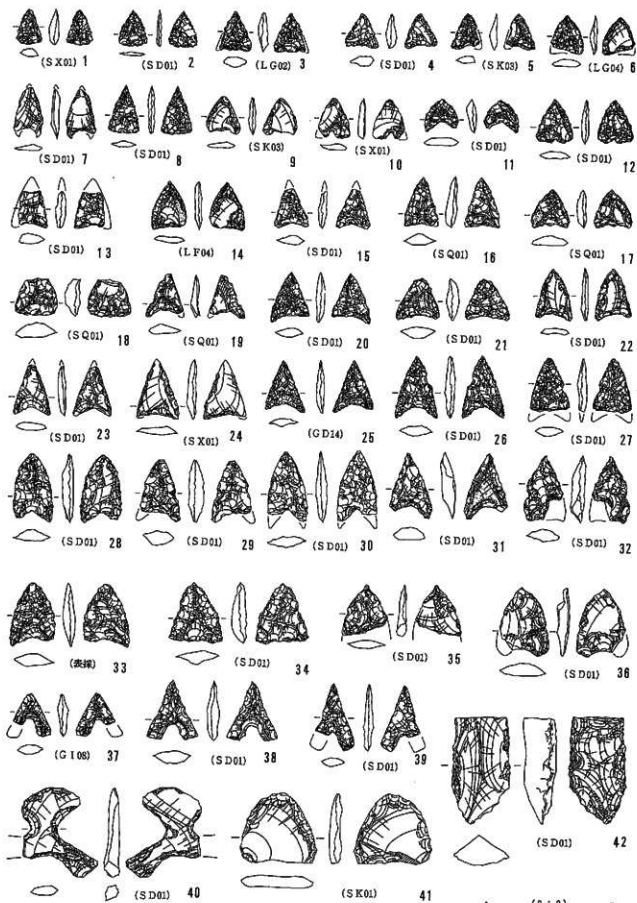 (SX01) 1 (SD01) 2 (LG02) 3 (SD01) 4 (SK03) 5 (LG04) 6
(SD01) 7 (SD01) 8 (SK03) 9 (SX01) 10 (SD01) 11 (SD01) 12
(SD01) 13 (LF04) 14 (SD01) 15 (SQ01) 16 (SQ01) 17
(SQ01) 18 (SQ01) 19 (SD01) 20 (SD01) 21 (SD01) 22
(SD01) 23 (SX01) 24 (GD14) 25 (SD01) 26 (SD01) 27
(SD01) 28 (SD01) 29 (SD01) 30 (SD01) 31 (SD01) 32
(表採) 33 (SD01) 34 (SD01) 35 (SD01) 36
(GI08) 37 (SD01) 38 (SD01) 39
(SD01) 42
(SD01) 40 (SK01) 41